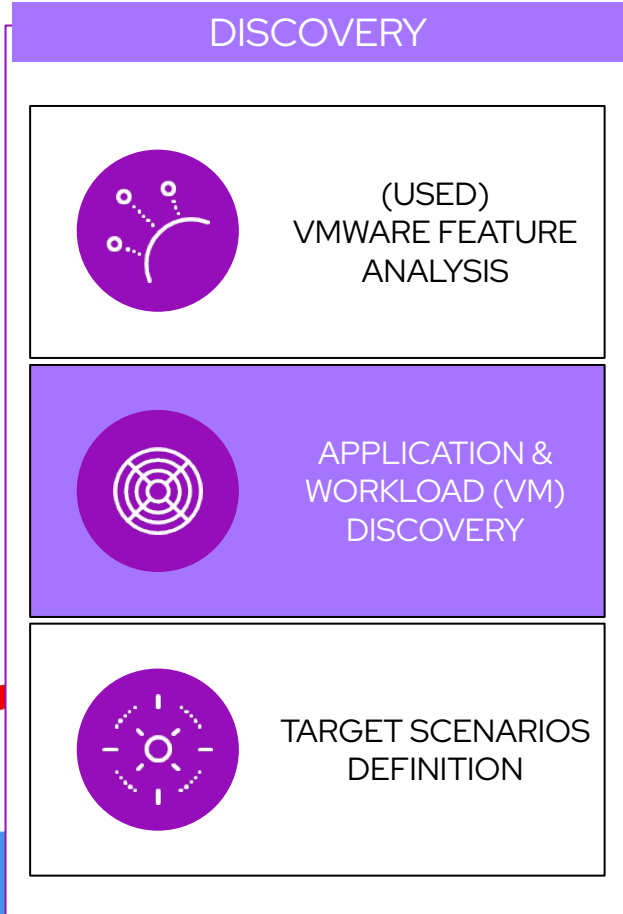 DISCOVERY
(USED)
VMWARE FEATURE
ANALYSIS
APPLICATION &
WORKLOAD (VM)
DISCOVERY
TARGET SCENARIOS
DEFINITION